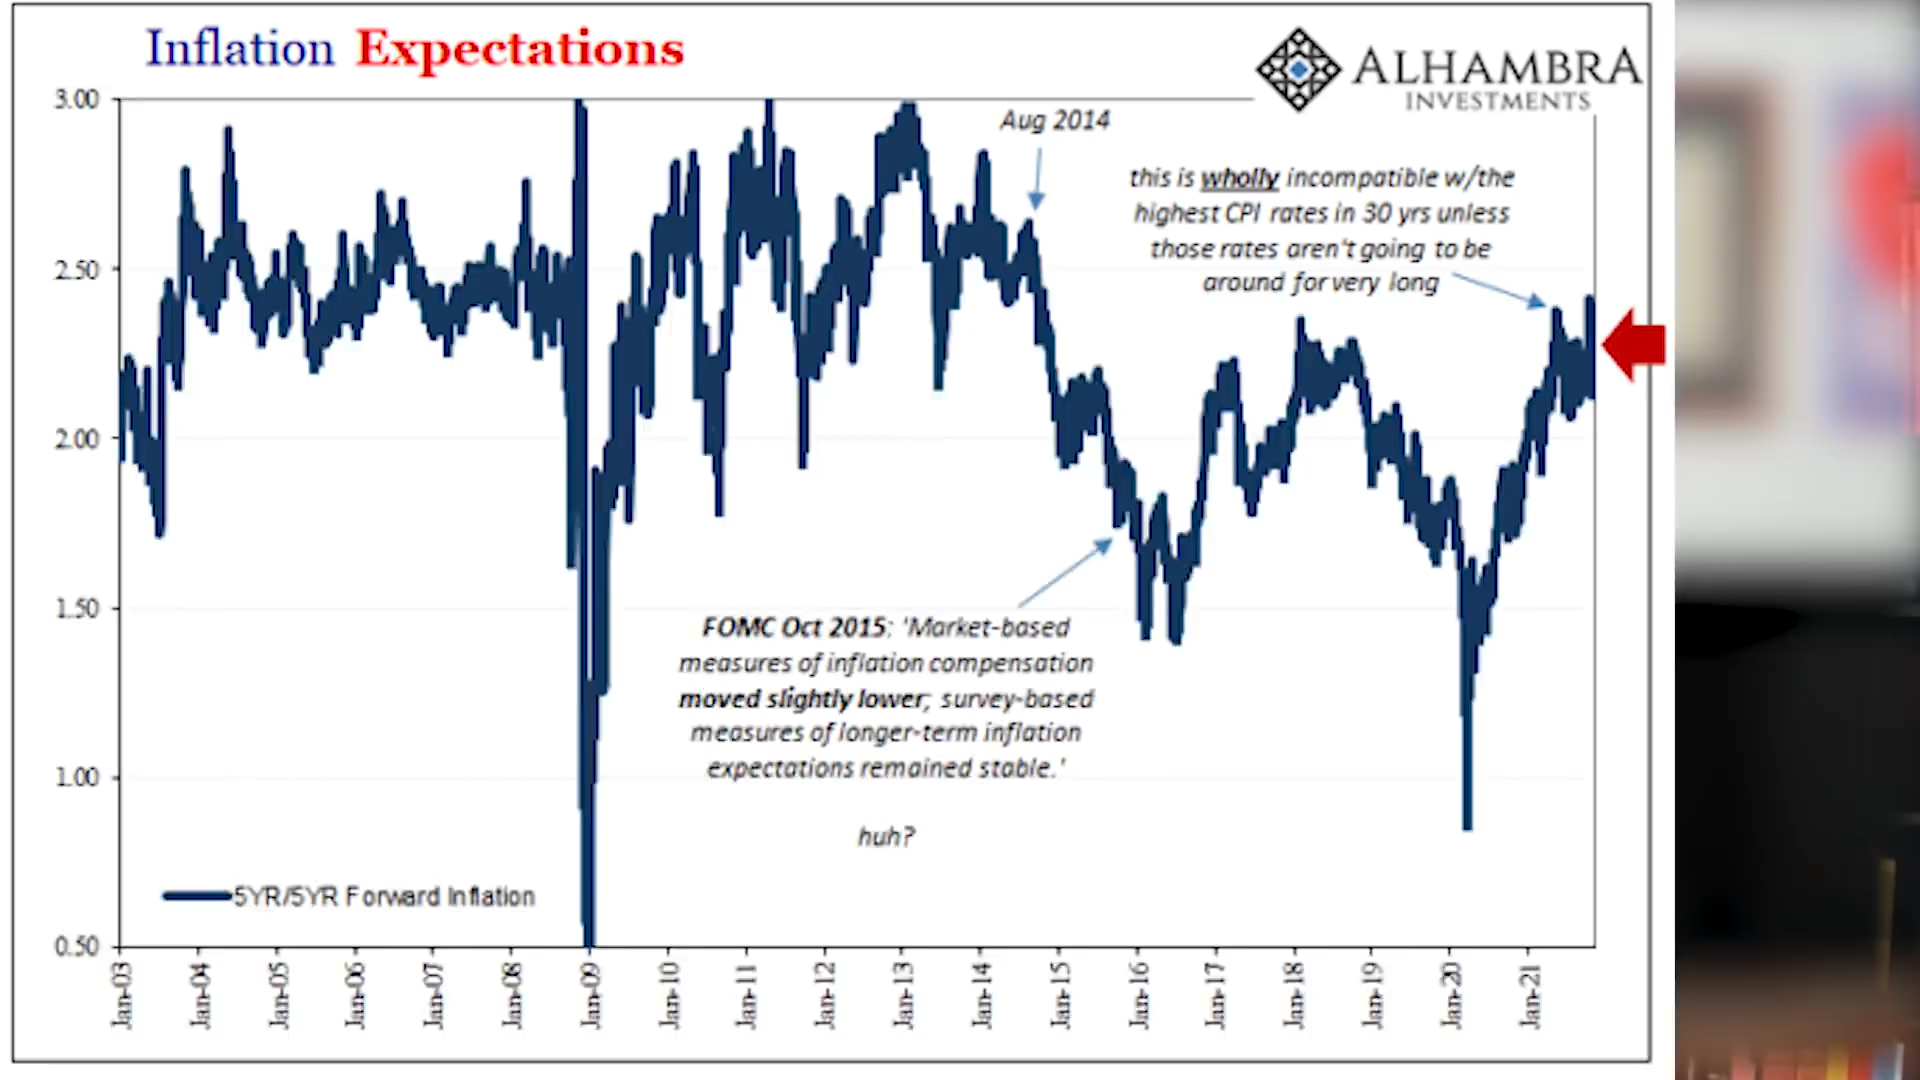 Inflation Expectations
ALHAMBRA
INVESTMENTS
3.00
2.50
2.00
1.50
1.00
0.50
Aug 2014
this is wholly incompatible w/the
highest CPI rates in 30 yrs unless
those rates aren't going to be
around for very long
FOMC Oct 2015: 'Market-based
measures of inflation compensation
moved slightly lower; survey-based
measures of longer-term inflation
expectations remained stable.'
huh?
5YR/5YR Forward Inflation
Jan-03
Jan-04
Jan-05
Jan-06
Jan-07
Jan-08
Jan-09
Jan-10
Jan-11
Jan-12
Jan-13
Jan-14
Jan-15
Jan-16
Jan-17
Jan-18
Jan-19
Jan-20
Jan-21